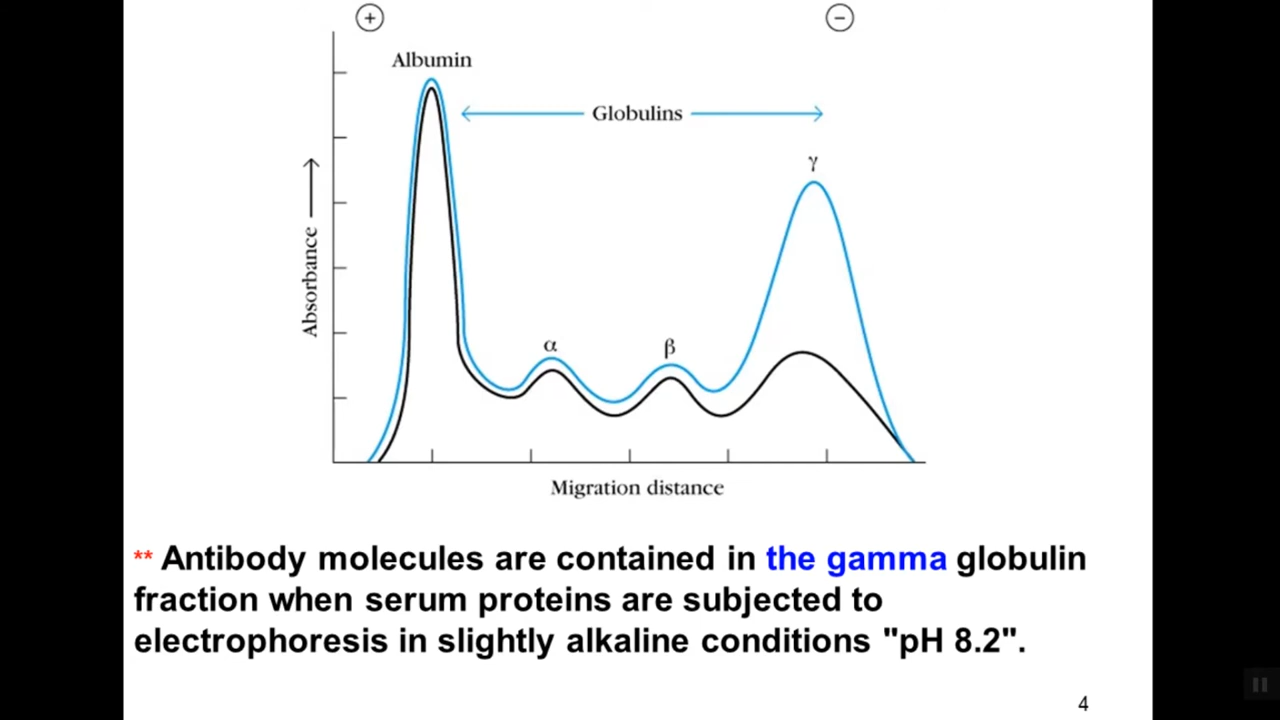 + −
Albumin
Globulins
γ
α
β
Absorbance
Migration distance
** Antibody molecules are contained in the gamma globulin
fraction when serum proteins are subjected to
electrophoresis in slightly alkaline conditions "pH 8.2".
4